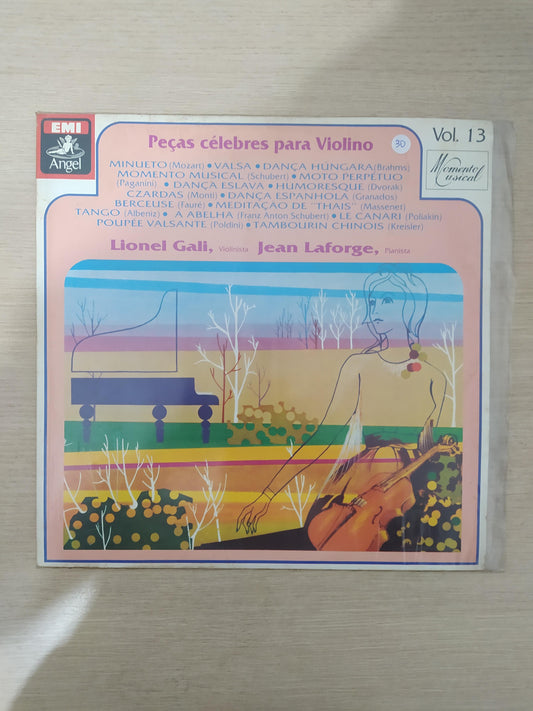 EMI
Angel
Peças célebres para Violino
30
Vol. 13
Momento Musical
MINUETO (Mozart) • VALSA • DANÇA HÚNGARA (Brahms)
MOMENTO MUSICAL (Schubert) • MOTO PERPÉTUO
(Paganini) • DANÇA ESLAVA • HUMORESQUE (Dvorak)
CZARDAS (Monti) • DANÇA ESPANHOLA (Granados)
BERCEUSE (Fauré) • MEDITAÇÃO DE "THAIS" (Massenet)
TANGO (Albeniz) • A ABELHA (Franz Anton Schubert) • LE CANARI (Poliakin)
POUPÉE VALSANTE (Poldini) • TAMBOURIN CHINOIS (Kreisler)
Lionel Gali, Violinista Jean Laforge, Pianista